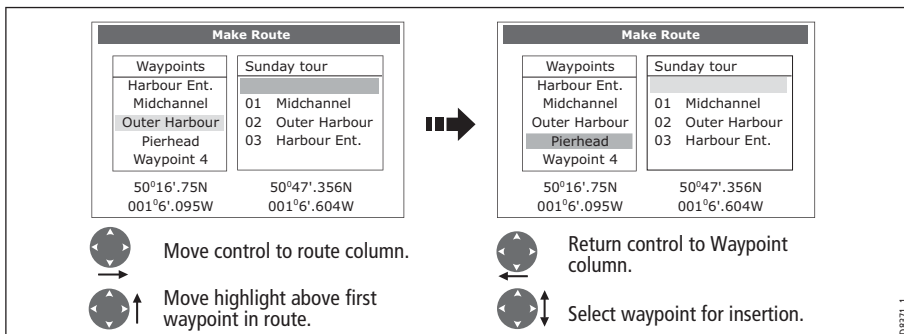 Make Route
Waypoints
Harbour Ent.
Midchannel
Outer Harbour
Pierhead
Waypoint 4
Sunday tour
01 Midchannel
02 Outer Harbour
03 Harbour Ent.
50⁰16'.75N 50⁰47'.356N
001⁰6'.095W 001⁰6'.604W
Move control to route column.
Move highlight above first
waypoint in route.
Make Route
Waypoints
Harbour Ent.
Midchannel
Outer Harbour
Pierhead
Waypoint 4
Sunday tour
01 Midchannel
02 Outer Harbour
03 Harbour Ent.
50⁰16'.75N 50⁰47'.356N
001⁰6'.095W 001⁰6'.604W
Return control to Waypoint
column.
Select waypoint for insertion.